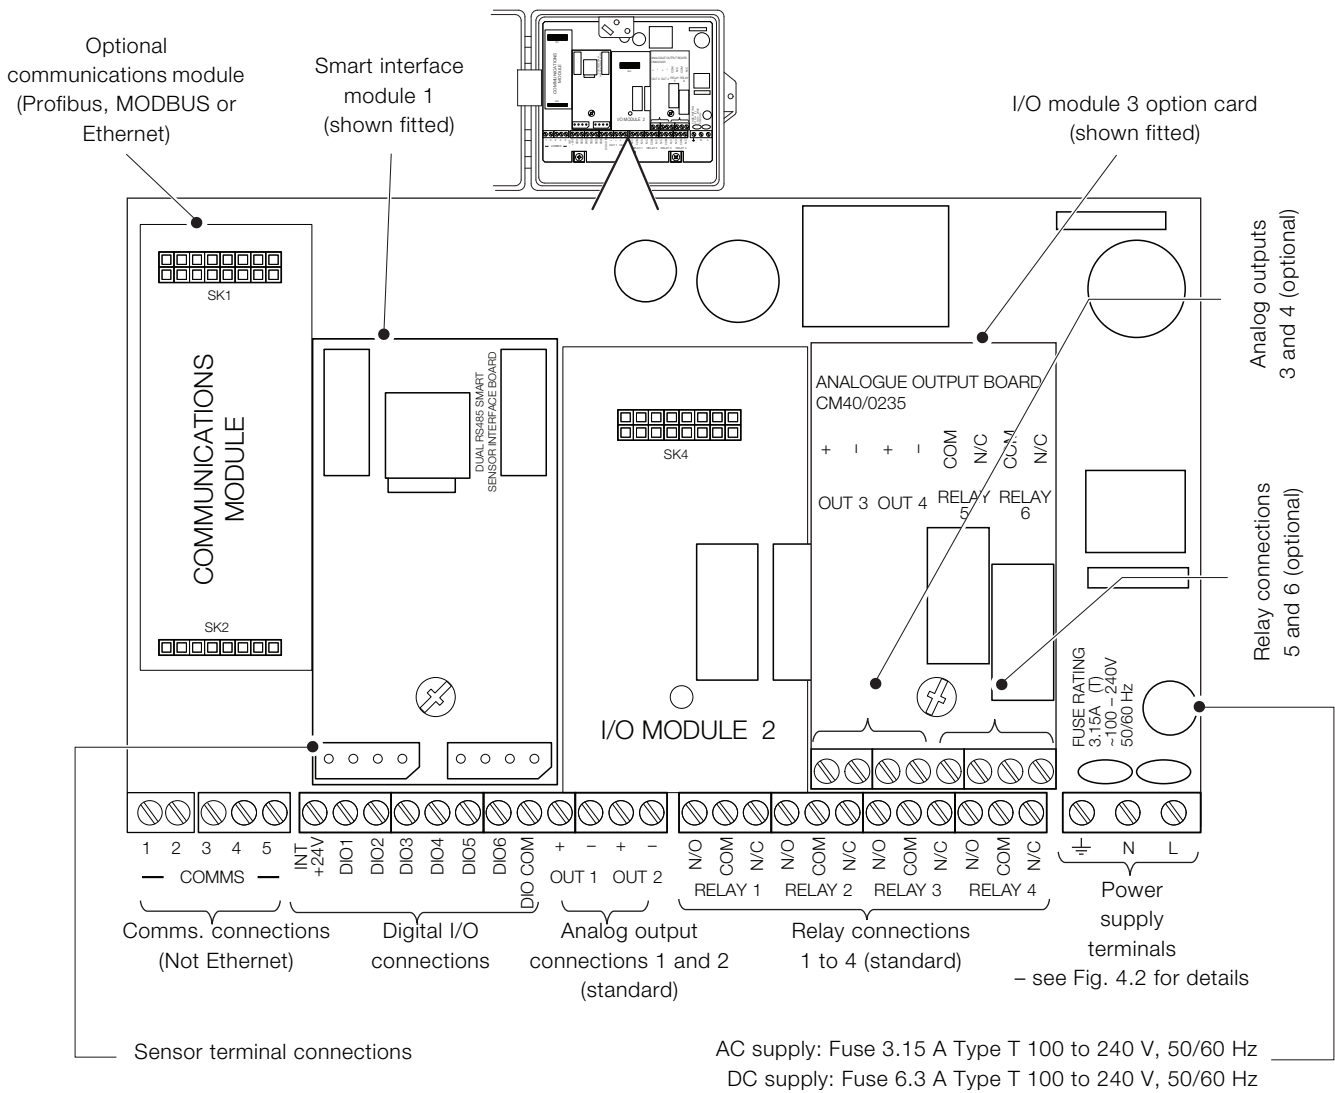 Optional
communications module
(Profibus, MODBUS or
Ethernet)
Smart interface
module 1
(shown fitted)
I/O module 3 option card
(shown fitted)
COMMUNICATIONS
MODULE
I/O MODULE 2
Analog outputs
3 and 4 (optional)
SK1
COMMUNICATIONS
MODULE
SK2
DUAL RS485 SMART
SENSOR INTERFACE BOARD
SK4
I/O MODULE 2
ANALOGUE OUTPUT BOARD
CM40/0235
+ – + – COM N/C COM N/C
OUT 3 OUT 4 RELAY 5 RELAY 6
Relay connections
5 and 6 (optional)
FUSE RATING
3.15A (T)
~100 – 240V
50/60 Hz
1 2 3 4 5
COMMS
INT +24V DIO1 DIO2 DIO3 DIO4 DIO5 DIO6 DIO COM
+ – + –
OUT 1 OUT 2
N/O COM N/C N/O COM N/C N/O COM N/C N/O COM N/C
RELAY 1 RELAY 2 RELAY 3 RELAY 4
N L
Comms. connections
(Not Ethernet)
Digital I/O
connections
Analog output
connections 1 and 2
(standard)
Relay connections
1 to 4 (standard)
Power
supply
terminals
– see Fig. 4.2 for details
Sensor terminal connections
AC supply: Fuse 3.15 A Type T 100 to 240 V, 50/60 Hz
DC supply: Fuse 6.3 A Type T 100 to 240 V, 50/60 Hz